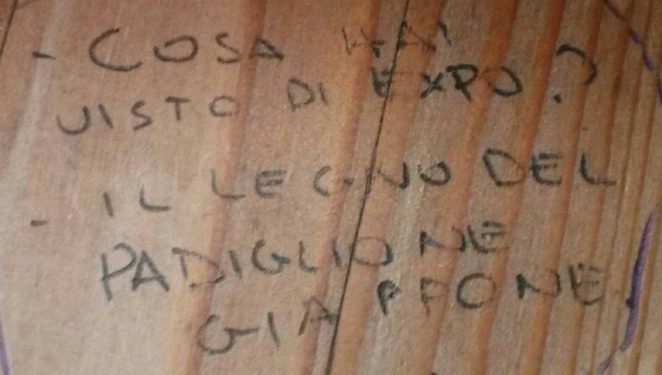 - COSA HAI
VISTO DI EXPO?
- IL LEGNO DEL
PADIGLIONE
GIAPPONE.